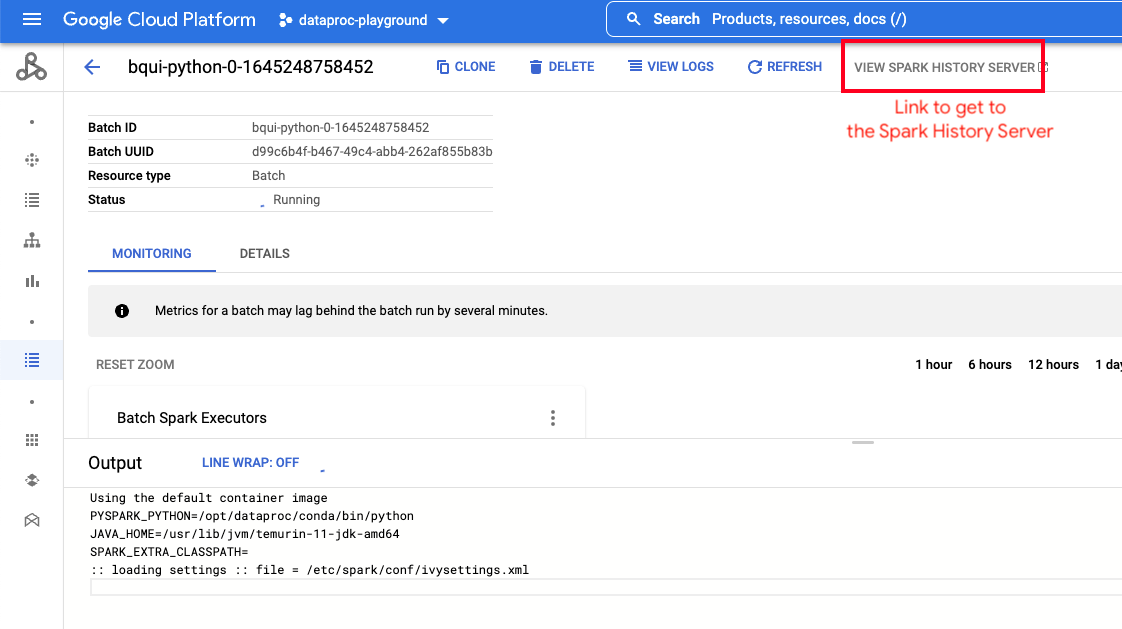 Google Cloud Platform
dataproc-playground
Search Products, resources, docs (/)
bqui-python-0-1645248758452
CLONE
DELETE
VIEW LOGS
REFRESH
VIEW SPARK HISTORY SERVER
Link to get to
the Spark History Server
Batch ID bqui-python-0-1645248758452
Batch UUID d99c6b4f-b467-49c4-abb4-262af855b83b
Resource type Batch
Status Running
MONITORING
DETAILS
Metrics for a batch may lag behind the batch run by several minutes.
RESET ZOOM
1 hour 6 hours 12 hours 1 day
Batch Spark Executors
Output
LINE WRAP: OFF
Using the default container image
PYSPARK_PYTHON=/opt/dataproc/conda/bin/python
JAVA_HOME=/usr/lib/jvm/temurin-11-jdk-amd64
SPARK_EXTRA_CLASSPATH=
:: loading settings :: file = /etc/spark/conf/ivysettings.xml